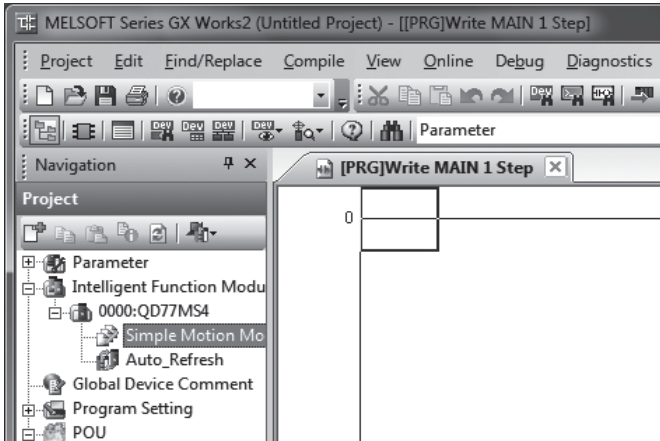 MELSOFT Series GX Works2 (Untitled Project) - [[PRG]Write MAIN 1 Step]
Project Edit Find/Replace Compile View Online Debug Diagnostics
Parameter
Navigation
[PRG]Write MAIN 1 Step
Project
0
Parameter
Intelligent Function Modu
0000:QD77MS4
Simple Motion Mo
Auto_Refresh
Global Device Comment
Program Setting
POU